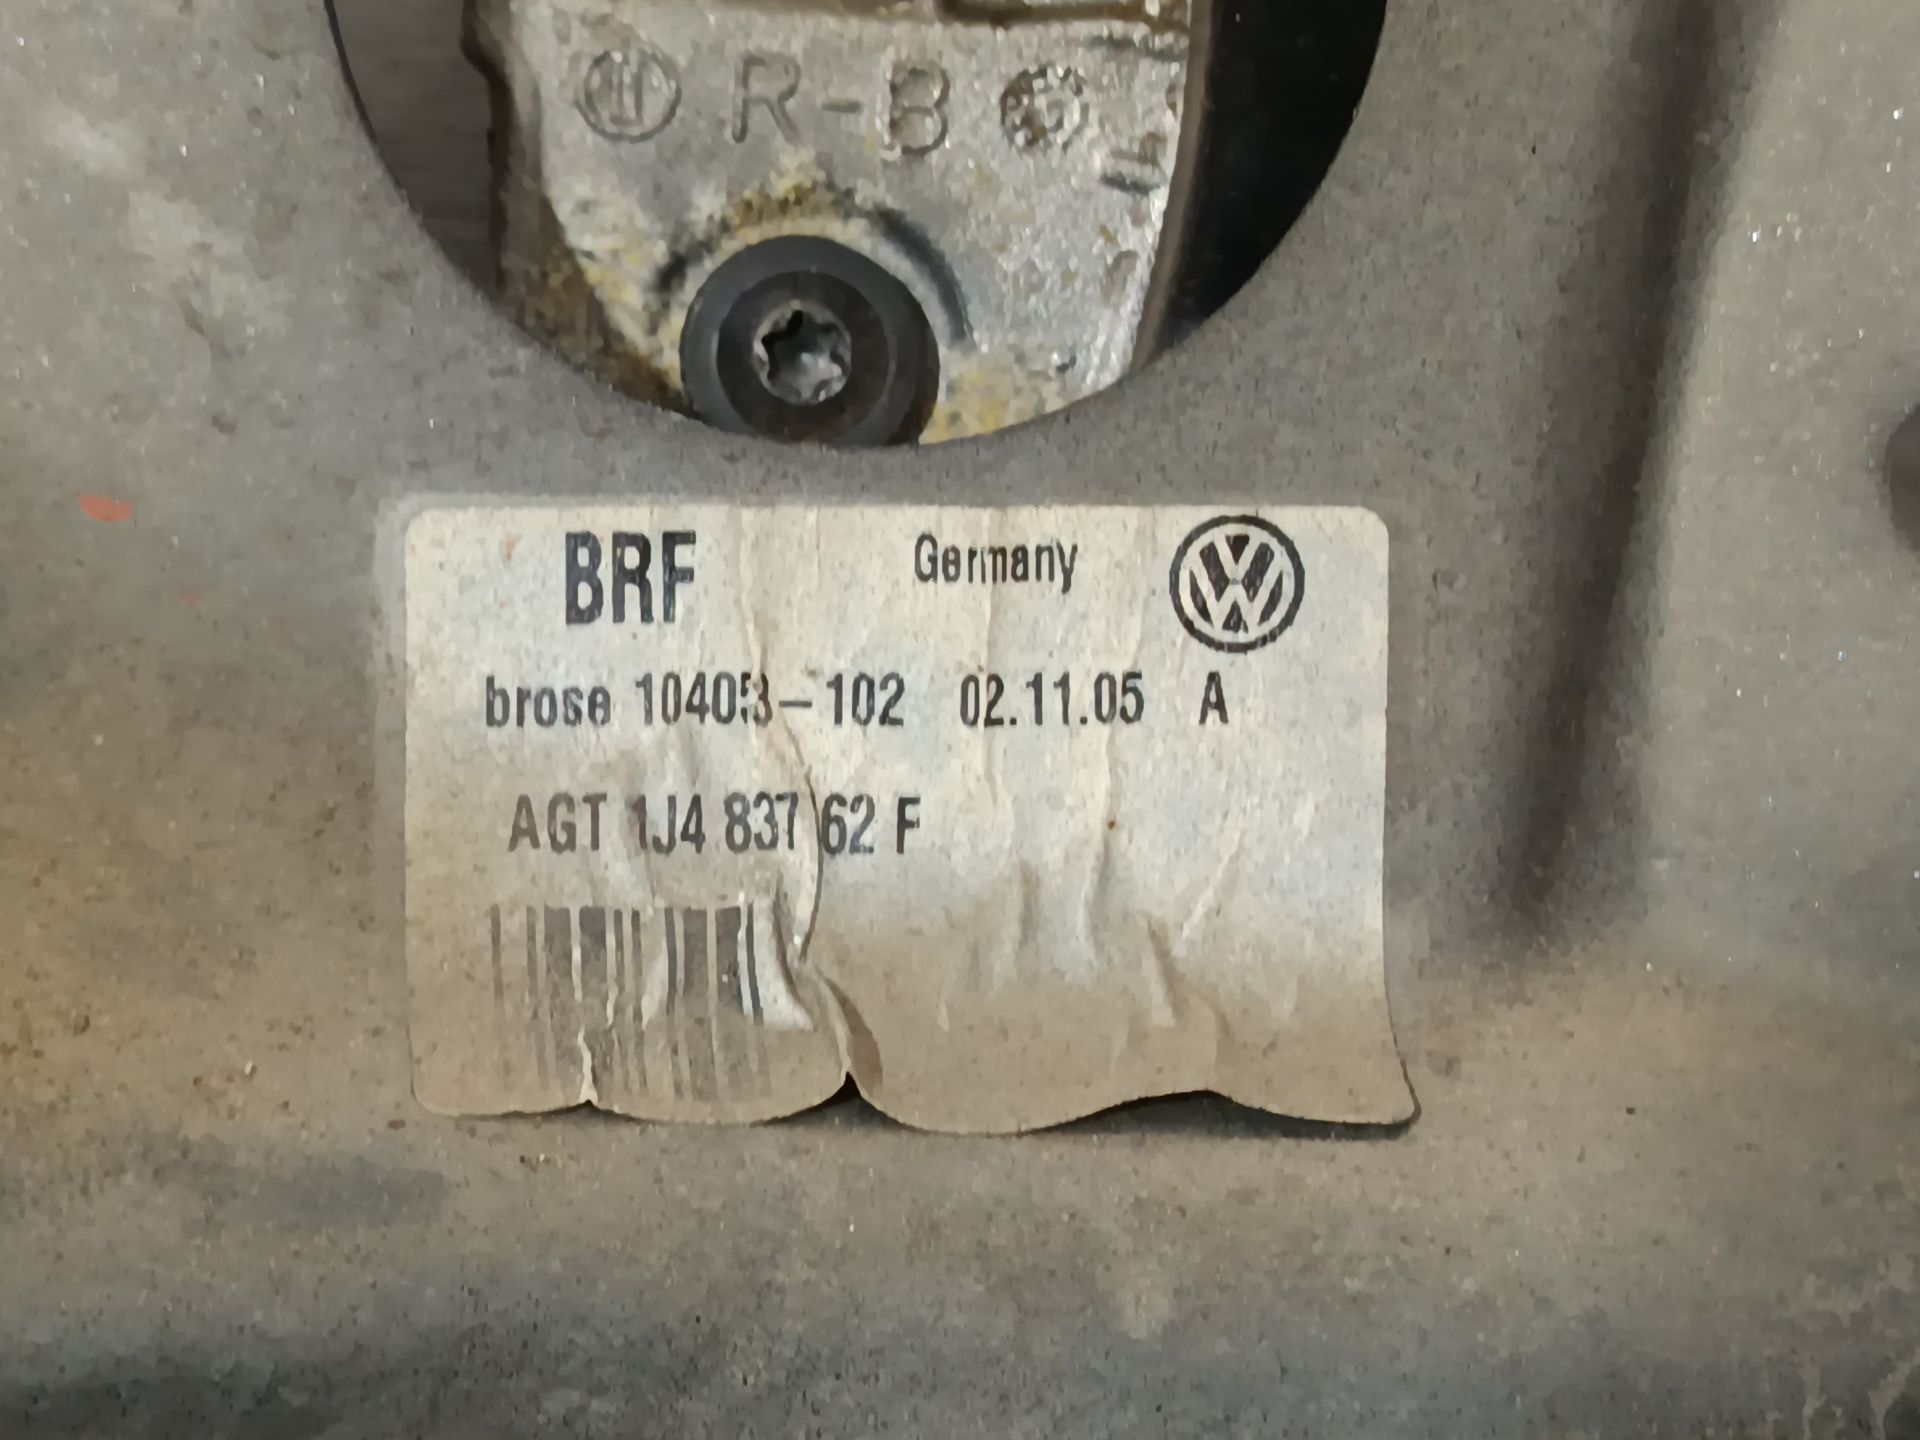 R-B
BRF Germany
brose 10403-102 02.11.05 A
AGT 1J4 837 62 F